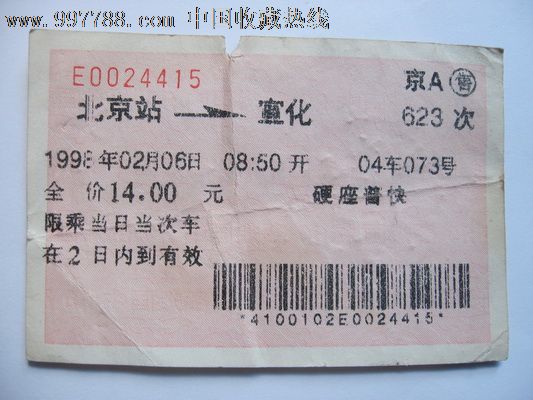 www.997788.com 中国收藏热线
E0024415
京A 售
北京站 宣化
623 次
1998年02月06日 08:50开 04车073号
全 价14.00 元 硬座普快
限乘当日当次车
在2日内到有效
*4100102E0024415*